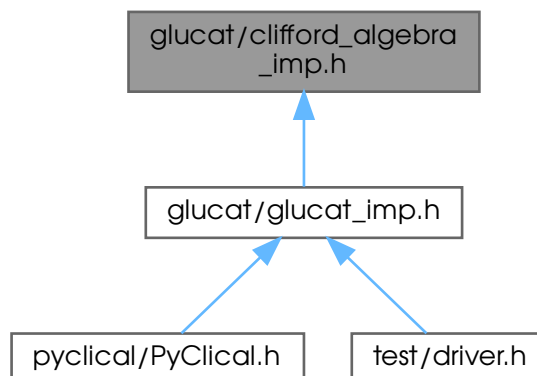 glucat/clifford_algebra
_imp.h
glucat/glucat_imp.h
pyclical/PyClical.h
test/driver.h